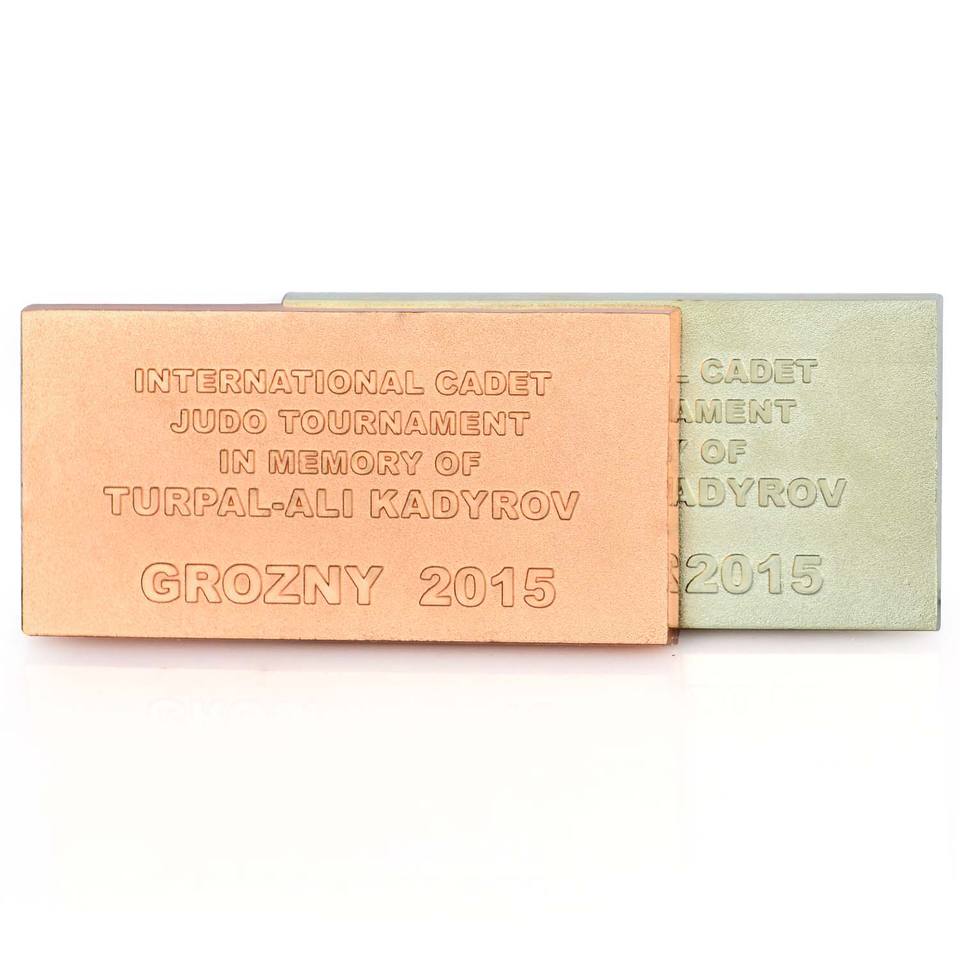 INTERNATIONAL CADET
JUDO TOURNAMENT
IN MEMORY OF
TURPAL-ALI KADYROV
GROZNY 2015
L CADET
AMENT
Y OF
ADYROV
2015